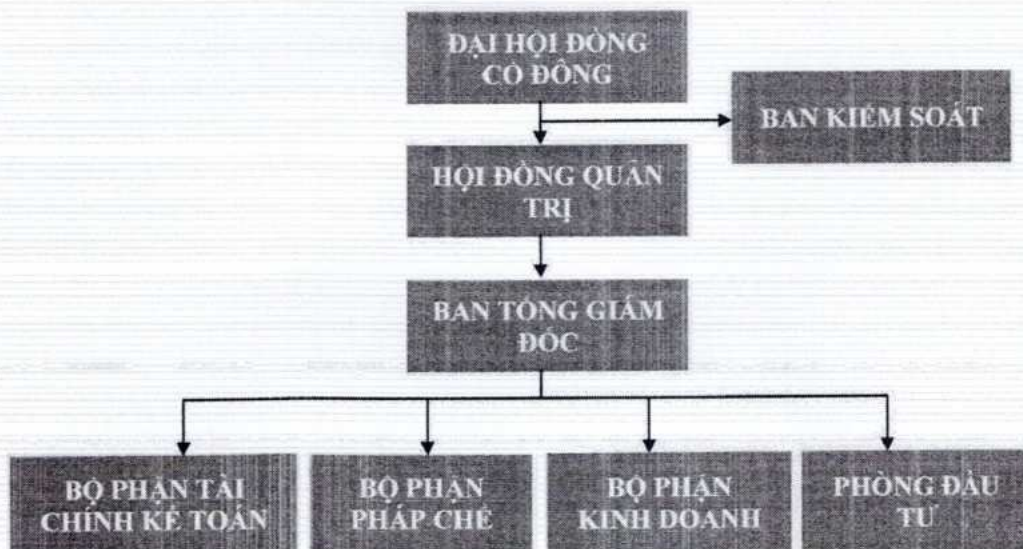 ĐẠI HỘI ĐỒNG
CỔ ĐÔNG
BAN KIỂM SOÁT
HỘI ĐỒNG QUẢN
TRỊ
BAN TỔNG GIÁM
ĐỐC
BỘ PHẬN TÀI
CHÍNH KẾ TOÁN
BỘ PHẬN
PHÁP CHẾ
BỘ PHẬN
KINH DOANH
PHÒNG ĐẦU
TƯ